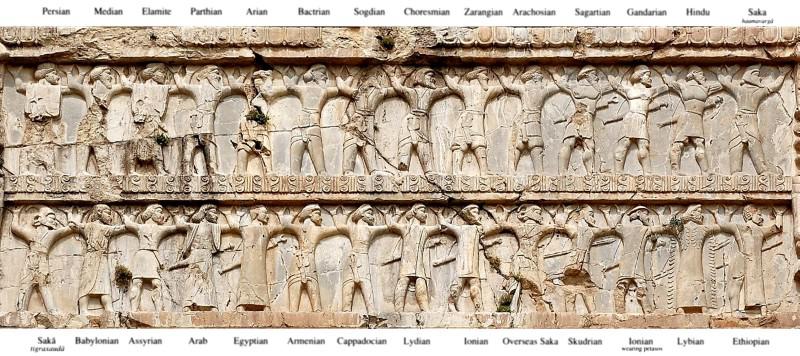 Persian Median Elamite Parthian Arian Bactrian Sogdian Choresmian Zarangian Arachosian Sagartian Gandarian Hindu Saka
haumavargā
Sakā Babylonian Assyrian Arab Egyptian Armenian Cappadocian Lydian Ionian Overseas Saka Skudrian Ionian Lybian Ethiopian
tigraxaudā wearing petasos